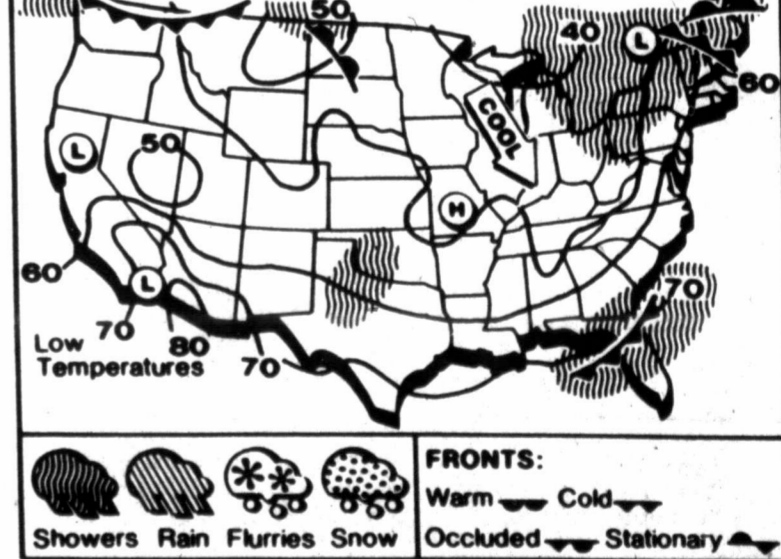 50
40
L
60
COOL
L
50
H
60
L
70
70
80
70
Low
Temperatures
Showers Rain Flurries Snow
FRONTS:
Warm Cold
Occluded Stationary